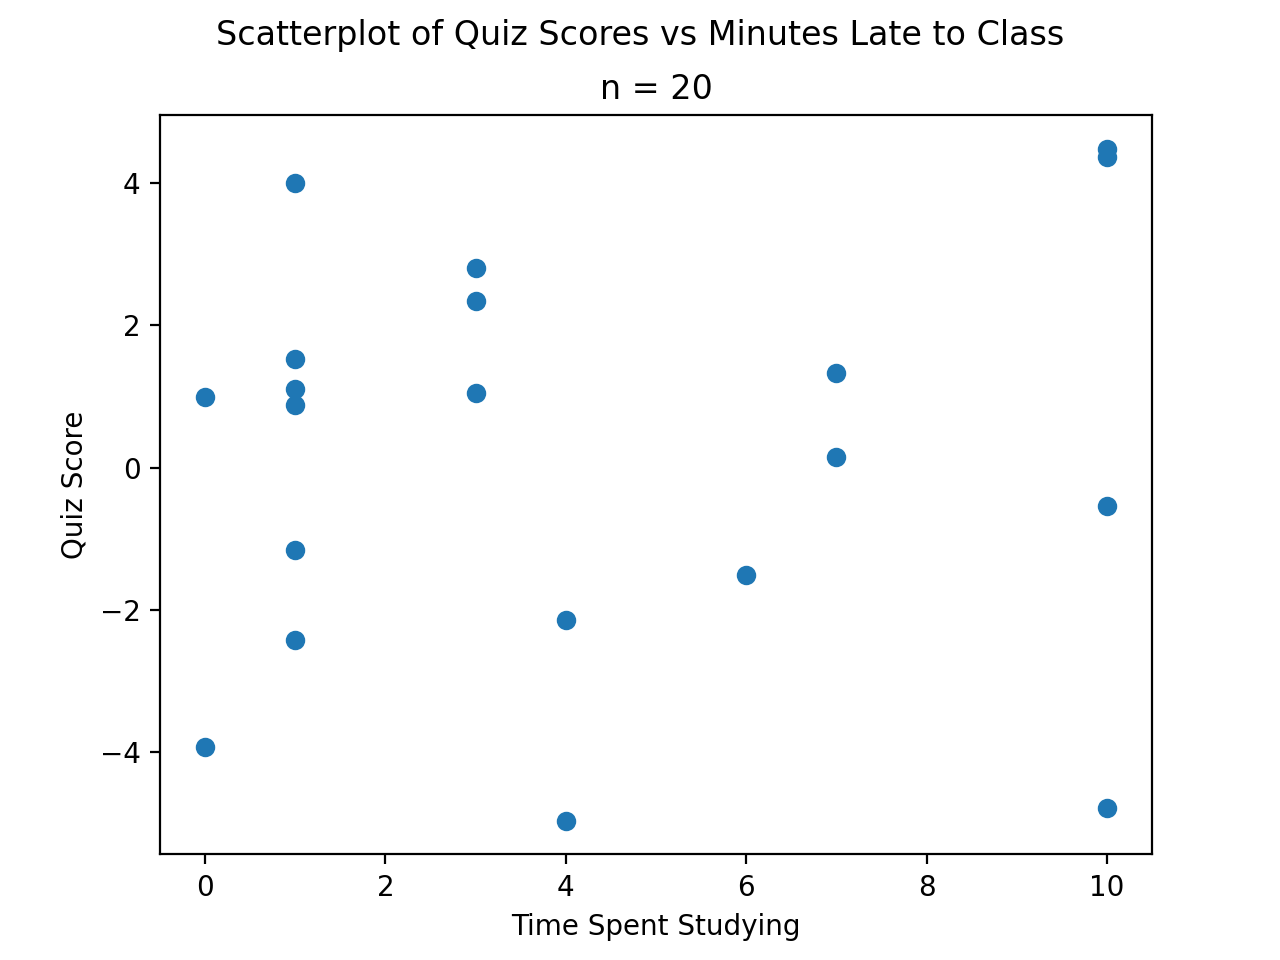 Scatterplot of Quiz Scores vs Minutes Late to Class
n = 20
4
2
0
−2
−4
Quiz Score
0 2 4 6 8 10
Time Spent Studying